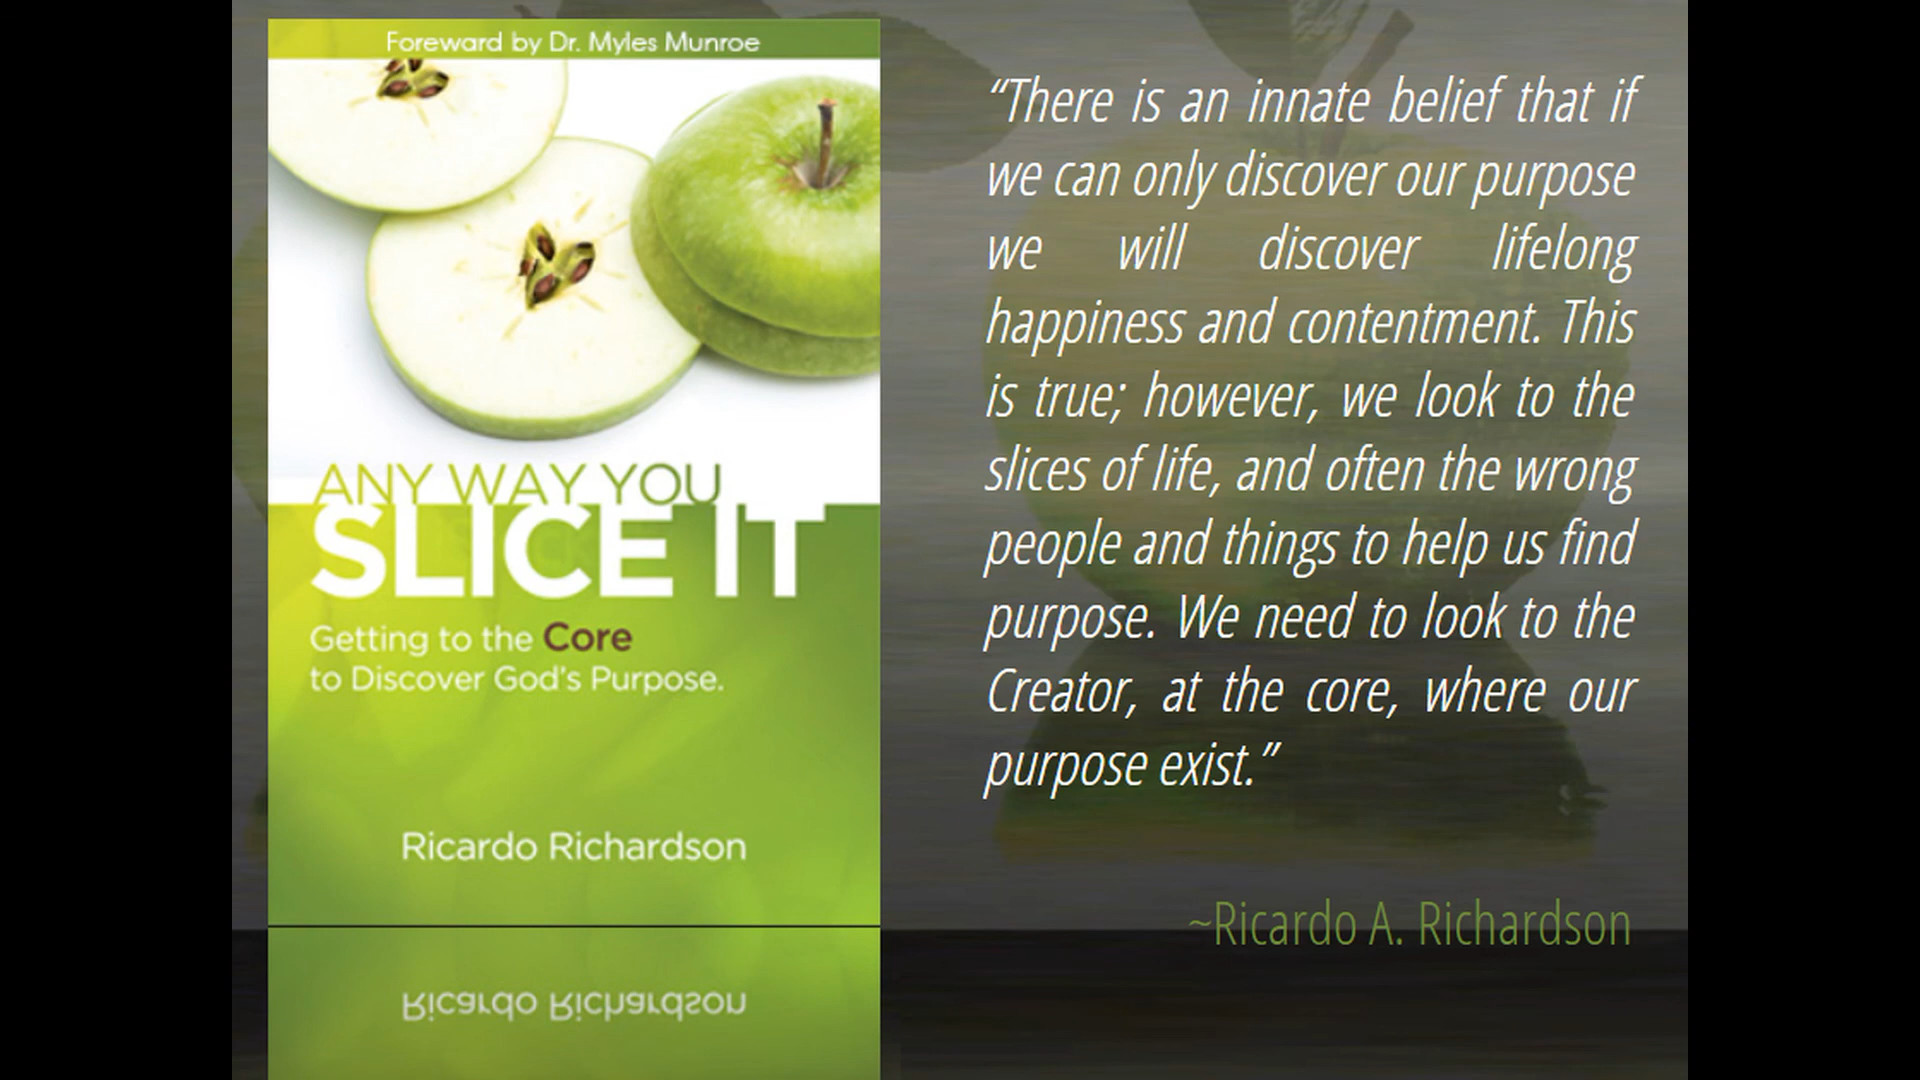 Foreward by Dr. Myles Munroe
ANY WAY YOU
SLICE IT
Getting to the Core
to Discover God's Purpose.
Ricardo Richardson
Ricardo Richardson
“There is an innate belief that if
we can only discover our purpose
we will discover lifelong
happiness and contentment. This
is true; however, we look to the
slices of life, and often the wrong
people and things to help us find
purpose. We need to look to the
Creator, at the core, where our
purpose exist.”
~Ricardo A. Richardson